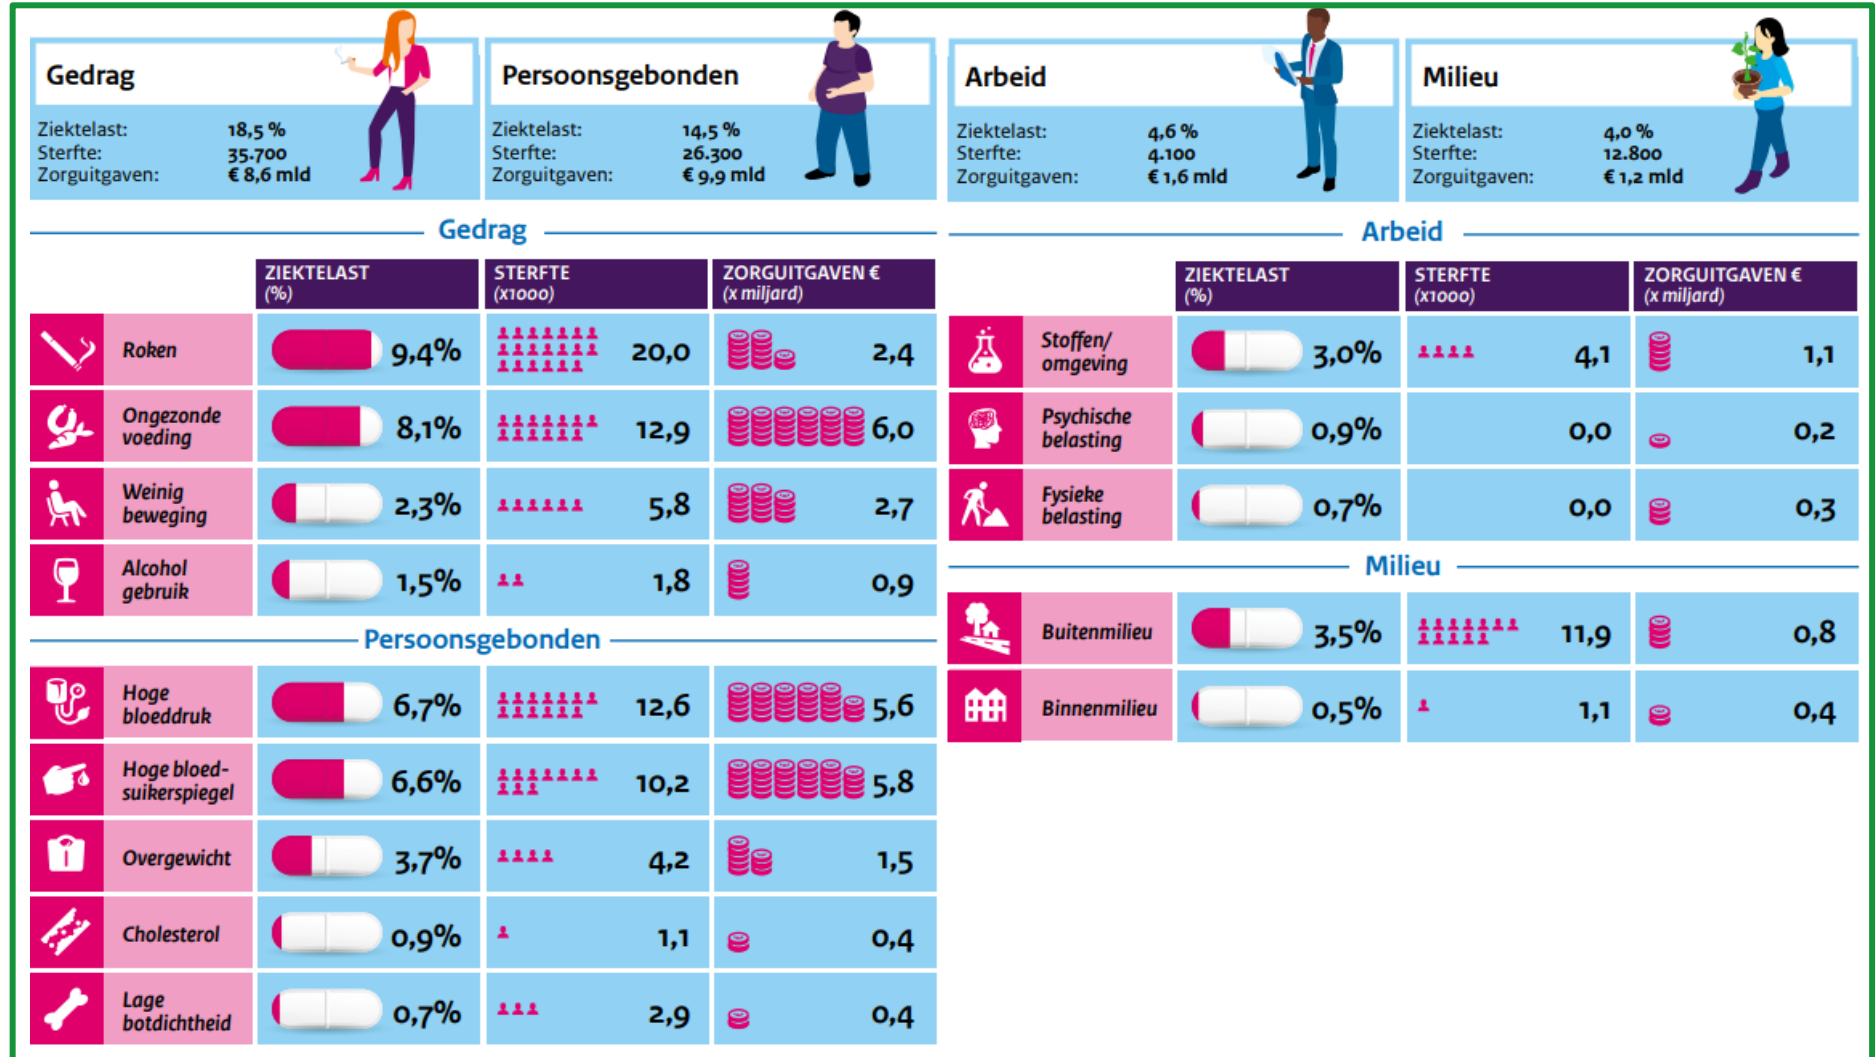 Gedrag
Ziektelast: 18,5 %
Sterfte: 35.700
Zorguitgaven: € 8,6 mld
Persoonsgebonden
Ziektelast: 14,5 %
Sterfte: 26.300
Zorguitgaven: € 9,9 mld
Arbeid
Ziektelast: 4,6 %
Sterfte: 4.100
Zorguitgaven: € 1,6 mld
Milieu
Ziektelast: 4,0 %
Sterfte: 12.800
Zorguitgaven: € 1,2 mld
Gedrag
ZIEKTELAST STERFTE ZORGUITGAVEN €
(%) (x1000) (x miljard)
Roken 9,4% 20,0 2,4
Ongezonde
voeding 8,1% 12,9 6,0
Weinig
beweging 2,3% 5,8 2,7
Alcohol
gebruik 1,5% 1,8 0,9
Persoonsgebonden
Hoge
bloeddruk 6,7% 12,6 5,6
Hoge bloed-
suikerspiegel 6,6% 10,2 5,8
Overgewicht 3,7% 4,2 1,5
Cholesterol 0,9% 1,1 0,4
Lage
botdichtheid 0,7% 2,9 0,4
Arbeid
ZIEKTELAST STERFTE ZORGUITGAVEN €
(%) (x1000) (x miljard)
Stoffen/
omgeving 3,0% 4,1 1,1
Psychische
belasting 0,9% 0,0 0,2
Fysieke
belasting 0,7% 0,0 0,3
Milieu
Buitenmilieu 3,5% 11,9 0,8
Binnenmilieu 0,5% 1,1 0,4